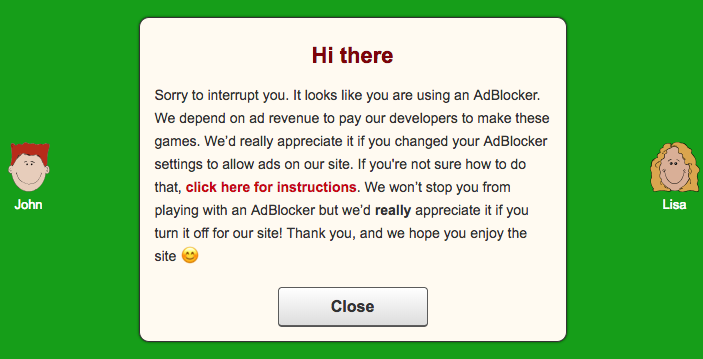 Hi there
Sorry to interrupt you. It looks like you are using an AdBlocker.
We depend on ad revenue to pay our developers to make these
games. We’d really appreciate it if you changed your AdBlocker
settings to allow ads on our site. If you're not sure how to do
that, click here for instructions. We won’t stop you from
playing with an AdBlocker but we’d really appreciate it if you
turn it off for our site! Thank you, and we hope you enjoy the
site 😊
John
Lisa
Close